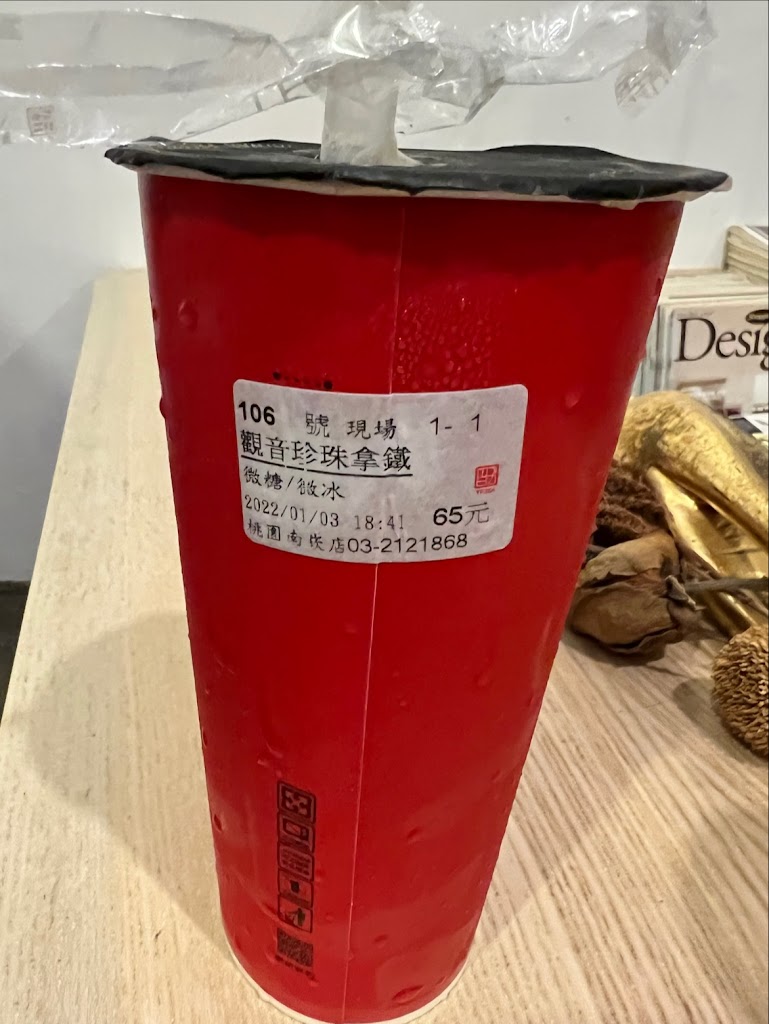 106 號 現場 1- 1
觀音珍珠拿鐵
微糖/微冰
2022/01/03 18:41 65元
桃園南崁店03-2121868
Desig